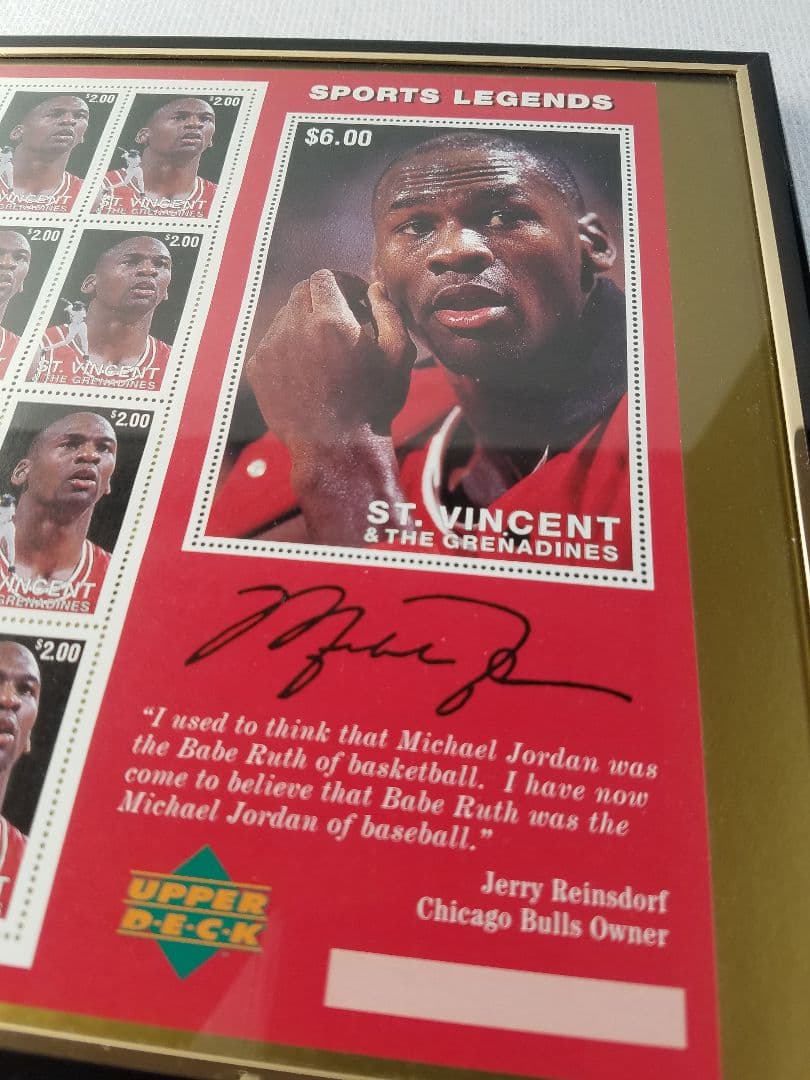 SPORTS LEGENDS
$6.00
ST. VINCENT
& THE GRENADINES
$2.00
VINCENT
GRENADINES
$2.00
ST. VINCENT
& THE GRENADINES
$2.00
$2.00
ST. VINCENT
& THE GRENADINES
$2.00
VINCENT
GRENADINES
$2.00
"I used to think that Michael Jordan was
the Babe Ruth of basketball. I have now
come to believe that Babe Ruth was the
Michael Jordan of baseball."
Jerry Reinsdorf
Chicago Bulls Owner
UPPER
D·E·C·K